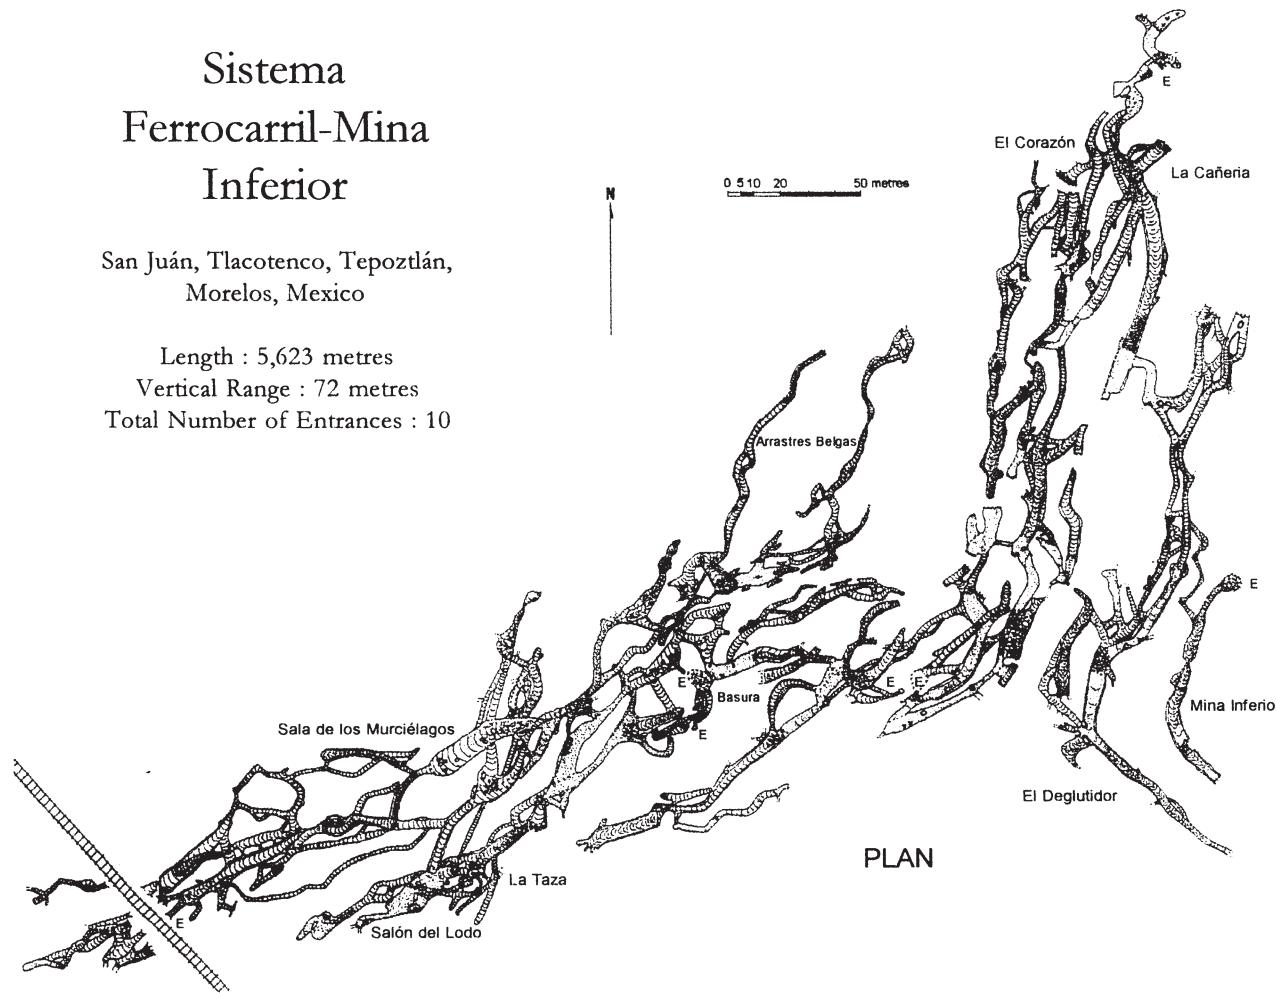 Sistema
Ferrocarril-Mina
Inferior
San Juán, Tlacotenco, Tepoztlán,
Morelos, Mexico
Length : 5,623 metres
Vertical Range : 72 metres
Total Number of Entrances : 10
N
0 5 10 20 50 metres
E
El Corazón
La Cañeria
Arrastres Belgas
E
E
E
E
Basura
Mina Inferio
E
Sala de los Murciélagos
El Deglutidor
PLAN
La Taza
E
Salón del Lodo